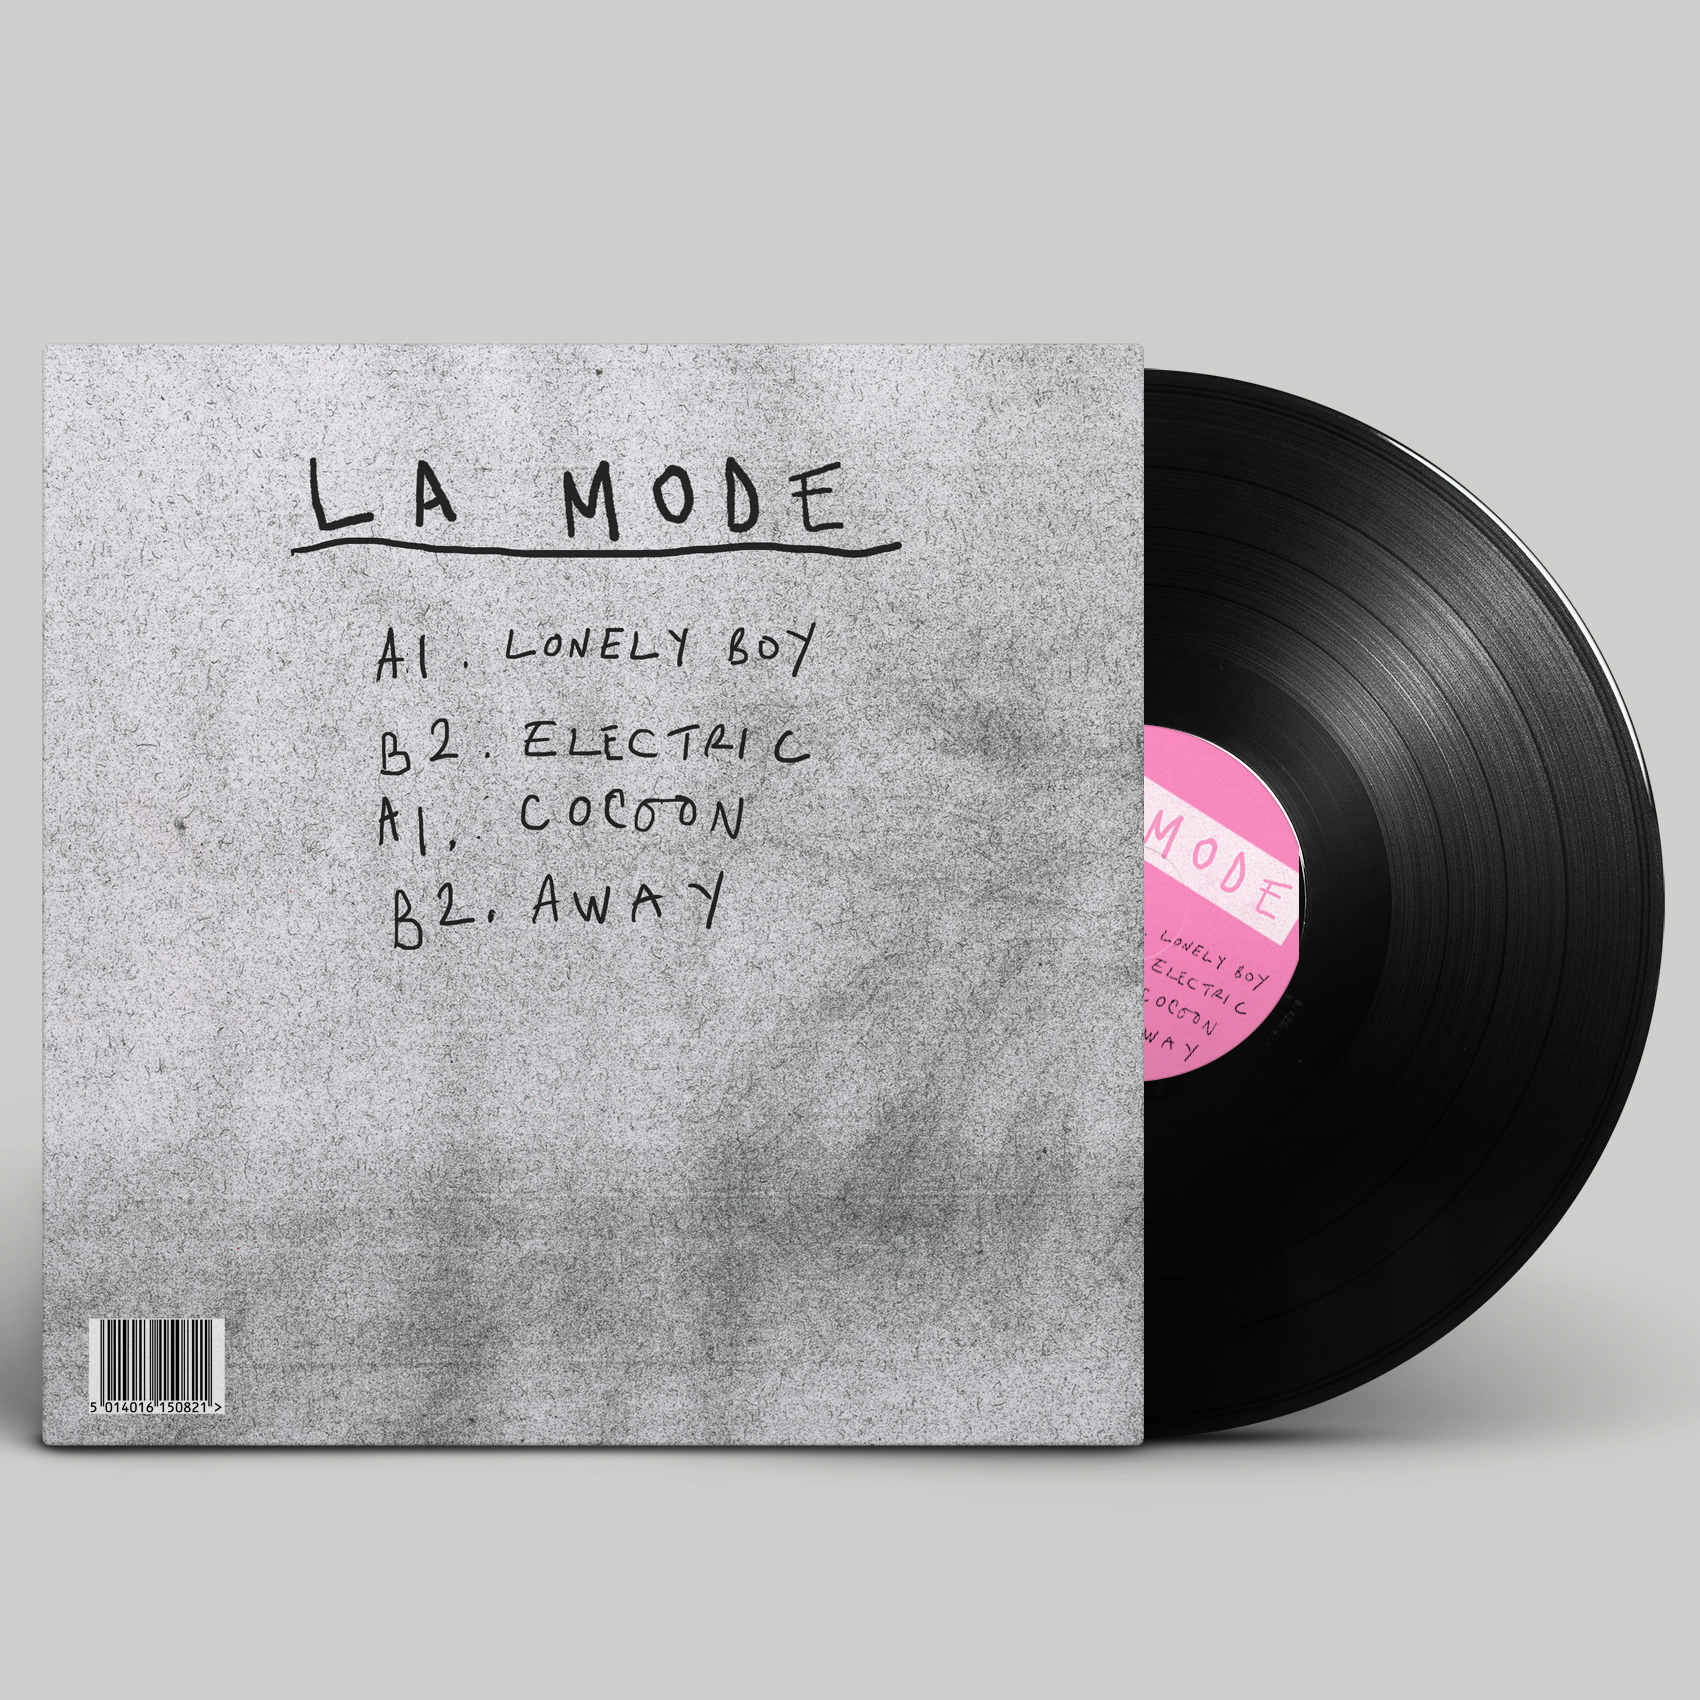 LA MODE
A1. LONELY BOY
B2. ELECTRIC
A1. COCOON
B2. AWAY
5 014016 150821 >
MODE
. LONELY BOY
ELECTRIC
COCOON
WAY